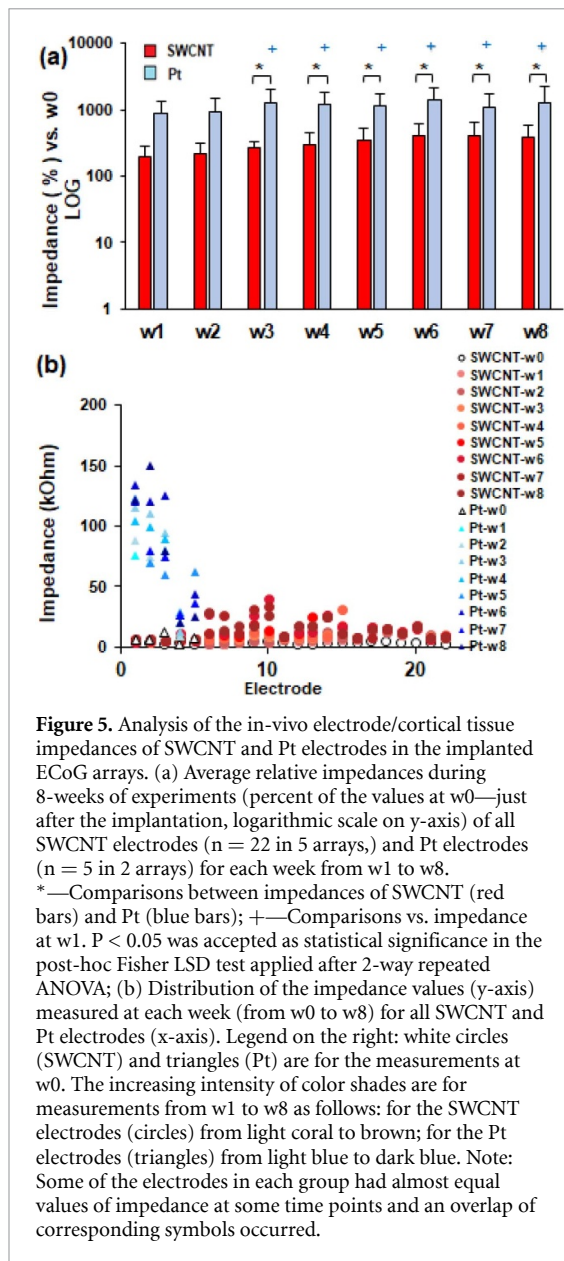 (a)
SWCNT
Pt
Impedance ( % ) vs. w0
LOG
10000
1000
100
10
1
+ + + + + +
* * * * * *
w1 w2 w3 w4 w5 w6 w7 w8
(b)
Impedance (kOhm)
200
150
100
50
0
0 10 20
Electrode
SWCNT-w0
SWCNT-w1
SWCNT-w2
SWCNT-w3
SWCNT-w4
SWCNT-w5
SWCNT-w6
SWCNT-w7
SWCNT-w8
Pt-w0
Pt-w1
Pt-w2
Pt-w3
Pt-w5
Pt-w6
Pt-w7
Pt-w8
Figure 5. Analysis of the in-vivo electrode/cortical tissue
impedances of SWCNT and Pt electrodes in the implanted
ECoG arrays. (a) Average relative impedances during
8-weeks of experiments (percent of the values at w0—just
after the implantation, logarithmic scale on y-axis) of all
SWCNT electrodes (n = 22 in 5 arrays,) and Pt electrodes
(n = 5 in 2 arrays) for each week from w1 to w8.
*—Comparisons between impedances of SWCNT (red
bars) and Pt (blue bars); +—Comparisons vs. impedance
at w1. P < 0.05 was accepted as statistical significance in the
post-hoc Fisher LSD test applied after 2-way repeated
ANOVA; (b) Distribution of the impedance values (y-axis)
measured at each week (from w0 to w8) for all SWCNT and
Pt electrodes (x-axis). Legend on the right: white circles
(SWCNT) and triangles (Pt) are for the measurements at
w0. The increasing intensity of color shades are for
measurements from w1 to w8 as follows: for the SWCNT
electrodes (circles) from light coral to brown; for the Pt
electrodes (triangles) from light blue to dark blue. Note:
Some of the electrodes in each group had almost equal
values of impedance at some time points and an overlap of
corresponding symbols occurred.